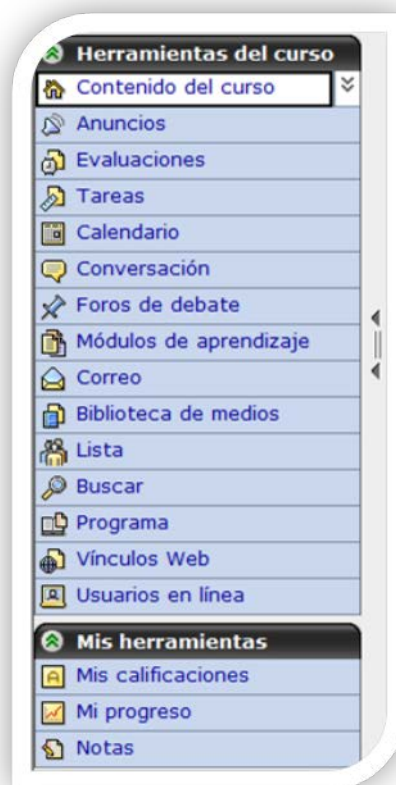 Herramientas del curso
Contenido del curso
Anuncios
Evaluaciones
Tareas
Calendario
Conversación
Foros de debate
Módulos de aprendizaje
Correo
Biblioteca de medios
Lista
Buscar
Programa
Vínculos Web
Usuarios en línea
Mis herramientas
Mis calificaciones
Mi progreso
Notas